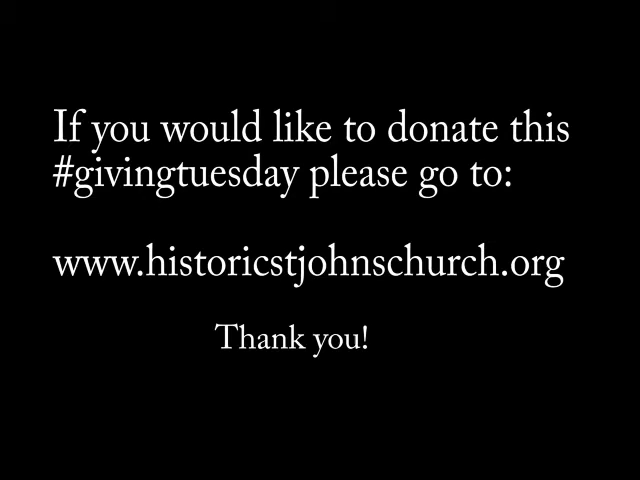 If you would like to donate this
#givingtuesday please go to:
www.historicstjohnschurch.org
Thank you!